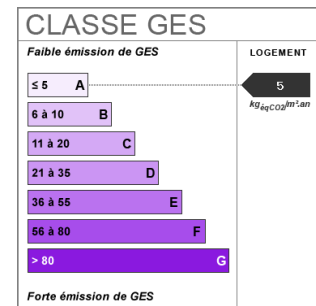 CLASSE GES
Faible émission de GES
LOGEMENT
≤ 5 A
5
kgéqCO2/m².an
6 à 10 B
11 à 20 C
21 à 35 D
36 à 55 E
56 à 80 F
> 80 G
Forte émission de GES